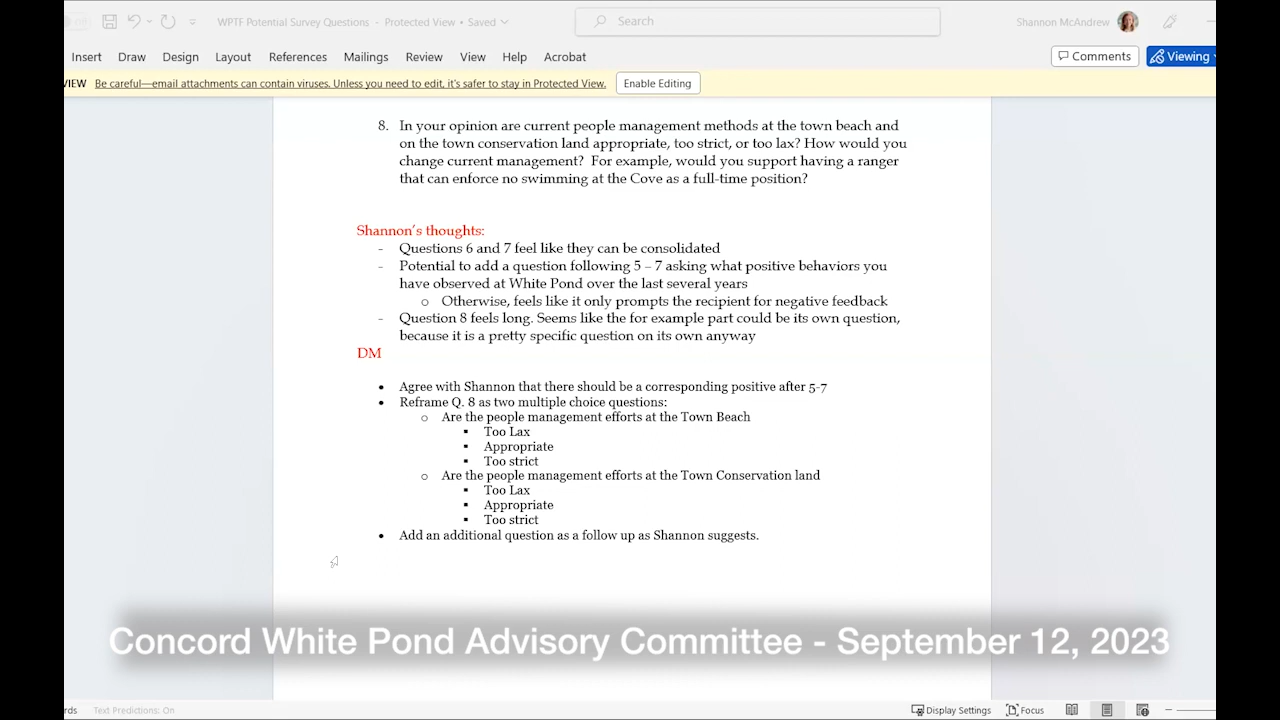 WPTF Potential Survey Questions - Protected View • Saved
Search
Shannon McAndrew
Insert Draw Design Layout References Mailings Review View Help Acrobat
Comments
Viewing
VIEW Be careful—email attachments can contain viruses. Unless you need to edit, it's safer to stay in Protected View. Enable Editing
8. In your opinion are current people management methods at the town beach and
on the town conservation land appropriate, too strict, or too lax? How would you
change current management? For example, would you support having a ranger
that can enforce no swimming at the Cove as a full-time position?
Shannon's thoughts:
- Questions 6 and 7 feel like they can be consolidated
- Potential to add a question following 5 – 7 asking what positive behaviors you
have observed at White Pond over the last several years
o Otherwise, feels like it only prompts the recipient for negative feedback
- Question 8 feels long. Seems like the for example part could be its own question,
because it is a pretty specific question on its own anyway
DM
• Agree with Shannon that there should be a corresponding positive after 5-7
• Reframe Q. 8 as two multiple choice questions:
o Are the people management efforts at the Town Beach
▪ Too Lax
▪ Appropriate
▪ Too strict
o Are the people management efforts at the Town Conservation land
▪ Too Lax
▪ Appropriate
▪ Too strict
• Add an additional question as a follow up as Shannon suggests.
Concord White Pond Advisory Committee - September 12, 2023
rds Text Predictions: On
Display Settings Focus